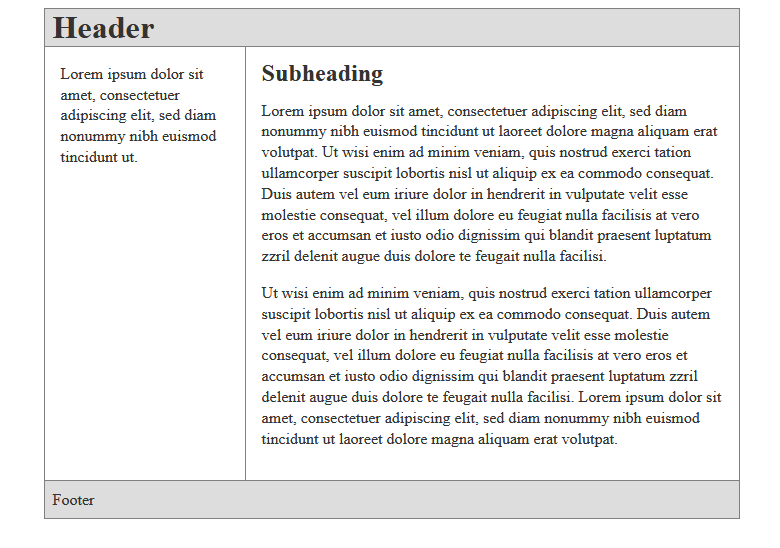 Header
Lorem ipsum dolor sit
amet, consectetuer
adipiscing elit, sed diam
nonummy nibh euismod
tincidunt ut.
Subheading
Lorem ipsum dolor sit amet, consectetuer adipiscing elit, sed diam
nonummy nibh euismod tincidunt ut laoreet dolore magna aliquam erat
volutpat. Ut wisi enim ad minim veniam, quis nostrud exerci tation
ullamcorper suscipit lobortis nisl ut aliquip ex ea commodo consequat.
Duis autem vel eum iriure dolor in hendrerit in vulputate velit esse
molestie consequat, vel illum dolore eu feugiat nulla facilisis at vero
eros et accumsan et iusto odio dignissim qui blandit praesent luptatum
zzril delenit augue duis dolore te feugait nulla facilisi.
Ut wisi enim ad minim veniam, quis nostrud exerci tation ullamcorper
suscipit lobortis nisl ut aliquip ex ea commodo consequat. Duis autem
vel eum iriure dolor in hendrerit in vulputate velit esse molestie
consequat, vel illum dolore eu feugiat nulla facilisis at vero eros et
accumsan et iusto odio dignissim qui blandit praesent luptatum zzril
delenit augue duis dolore te feugait nulla facilisi. Lorem ipsum dolor sit
amet, consectetuer adipiscing elit, sed diam nonummy nibh euismod
tincidunt ut laoreet dolore magna aliquam erat volutpat.
Footer